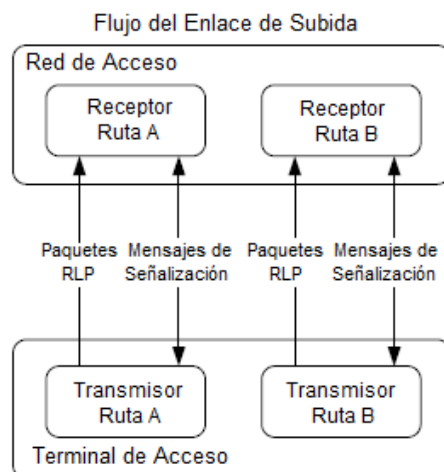 Flujo del Enlace de Subida
Red de Acceso
Receptor
Ruta A
Receptor
Ruta B
Paquetes
RLP
Mensajes de
Señalización
Paquetes
RLP
Mensajes de
Señalización
Transmisor
Ruta A
Transmisor
Ruta B
Terminal de Acceso